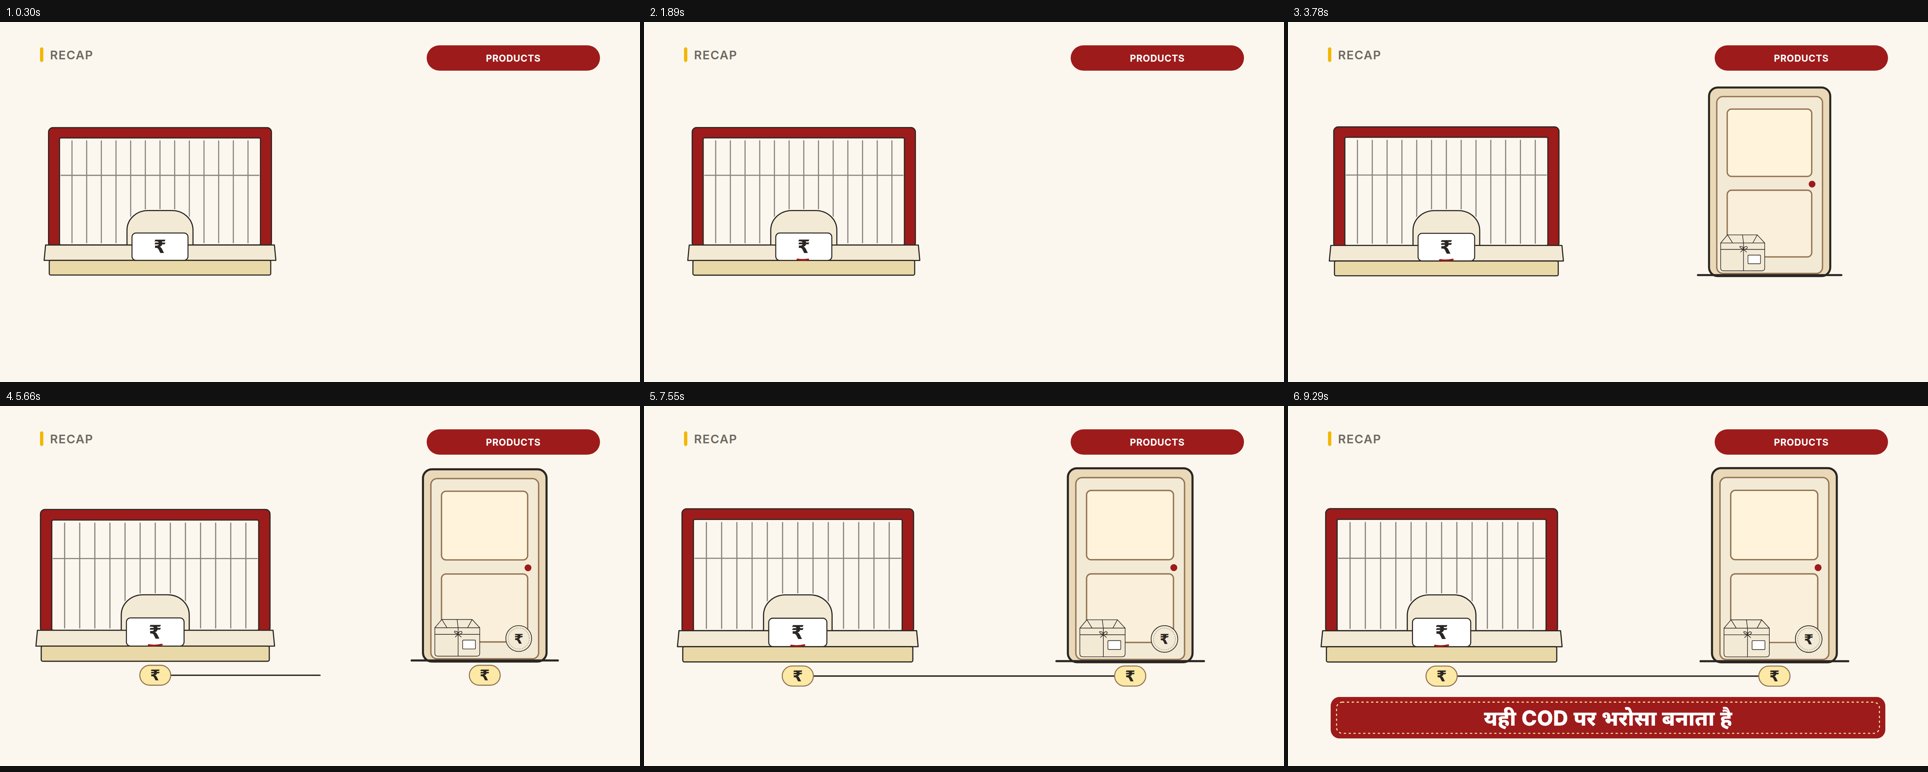 1. 0.30s
RECAP
PRODUCTS
₹
2. 1.89s
RECAP
PRODUCTS
₹
3. 3.78s
RECAP
PRODUCTS
₹
4. 5.66s
RECAP
PRODUCTS
₹
₹
₹ ₹
5. 7.55s
RECAP
PRODUCTS
₹
₹
₹ ₹
6. 9.29s
RECAP
PRODUCTS
₹
₹
₹ ₹
यही COD पर भरोसा बनाता है